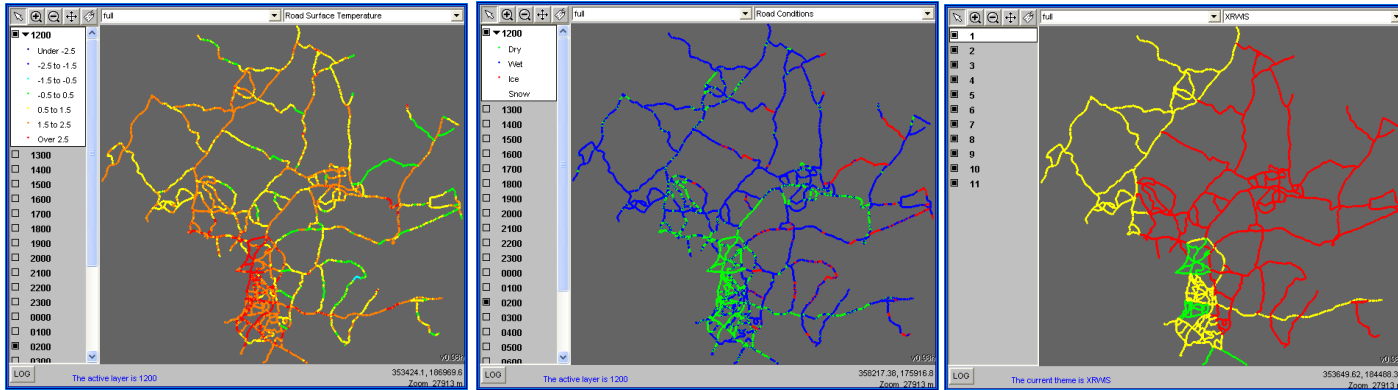 full
Road Surface Temperature
1200
Under -2.5
-2.5 to -1.5
-1.5 to -0.5
-0.5 to 0.5
0.5 to 1.5
1.5 to 2.5
Over 2.5
1300
1400
1500
1600
1700
1800
1900
2000
2100
2200
2300
0000
0100
0200
0300
LOG
The active layer is 1200
353424.1, 186969.6
Zoom 27913 m
full
Road Conditions
1200
Dry
Wet
Ice
Snow
1300
1400
1500
1600
1700
1800
1900
2000
2100
2200
2300
0000
0100
0200
0300
0400
0500
0600
LOG
The active layer is 1200
358217.38, 175916.8
Zoom 27913 m
full
XRWIS
1
2
3
4
5
6
7
8
9
10
11
LOG
The current theme is XRWIS
353649.62, 184488.3
Zoom 27913 m